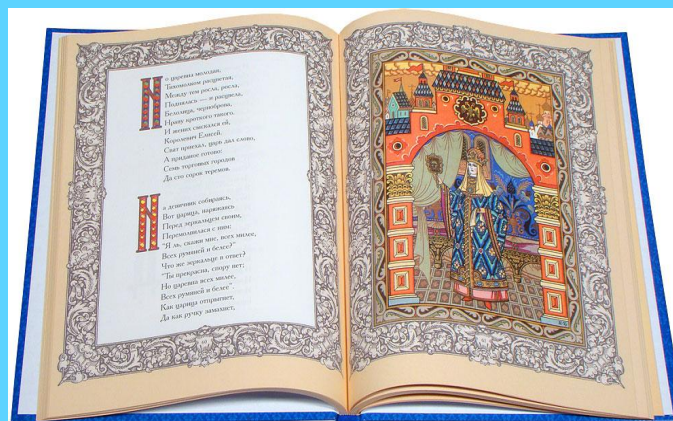 Но царевна молодая,
Тихомолком расцветая,
Между тем росла, росла,
Поднялась — и расцвела,
Белолица, черноброва,
Нраву кроткого такого.
И жених сыскался ей,
Королевич Елисей.
Сват приехал, царь дал слово,
А приданое готово:
Семь торговых городов
Да сто сорок теремов.
На девичник собираясь,
Вот царица, наряжаясь
Перед зеркальцем своим,
Перемолвилася с ним:
"Я ль, скажи мне, всех милее,
Всех румяней и белее?"
Что же зеркальце в ответ?
"Ты прекрасна, спору нет;
Но царевна всех милее,
Всех румяней и белее".
Как царица отпрыгнет,
Да как ручку замахнет,